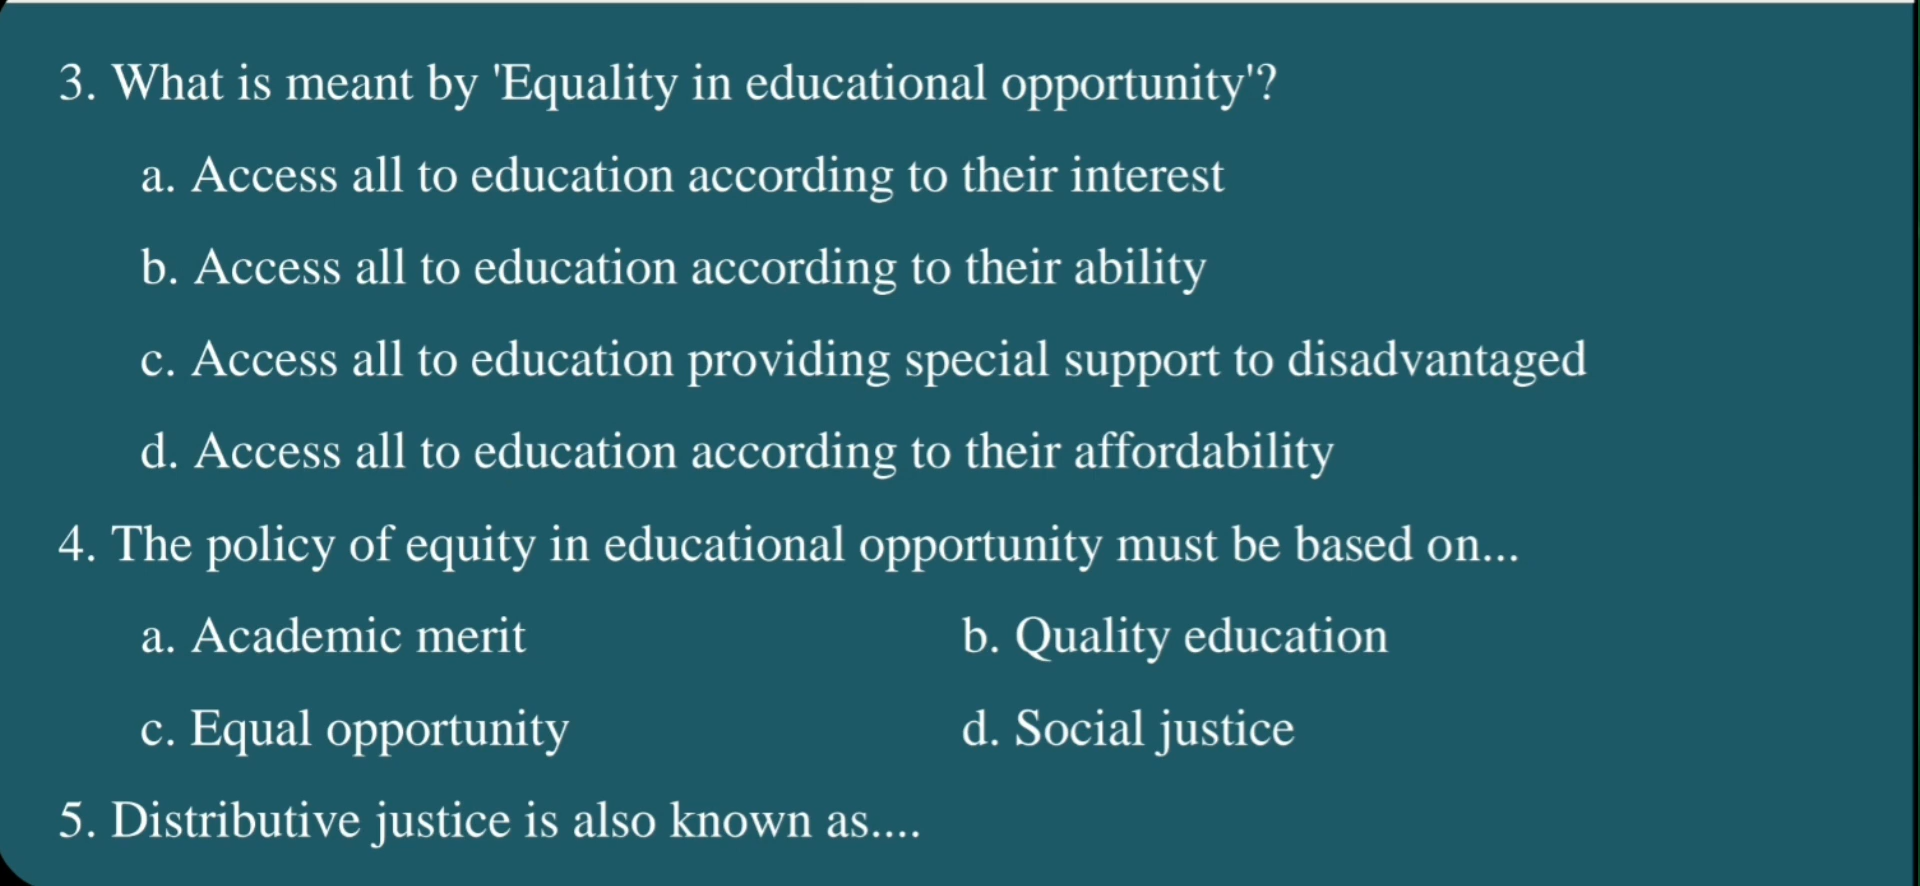 3. What is meant by 'Equality in educational opportunity'?
a. Access all to education according to their interest
b. Access all to education according to their ability
c. Access all to education providing special support to disadvantaged
d. Access all to education according to their affordability
4. The policy of equity in educational opportunity must be based on...
a. Academic merit b. Quality education
c. Equal opportunity d. Social justice
5. Distributive justice is also known as....